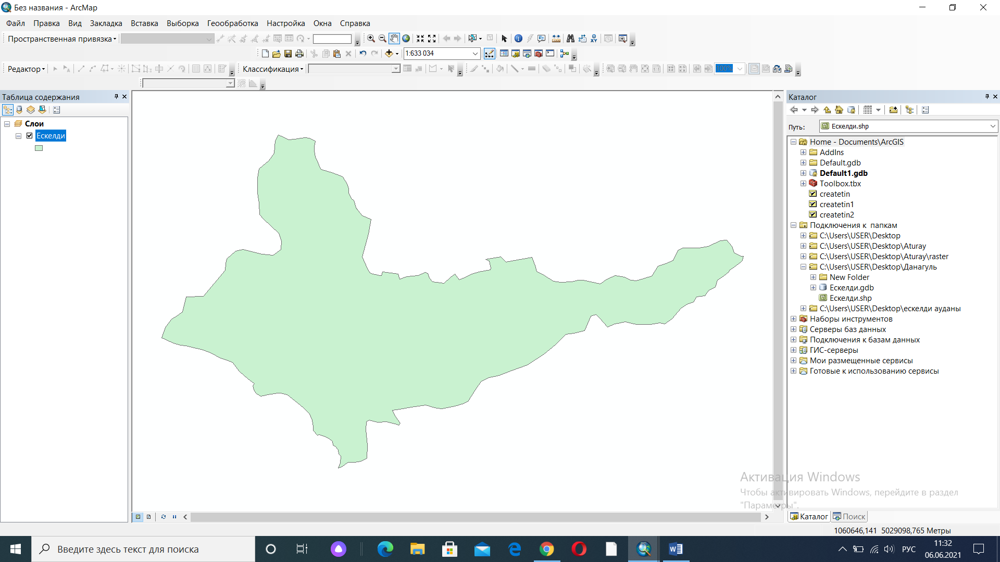 Без названия - ArcMap
Файл Правка Вид Закладка Вставка Выборка Геообработка Настройка Окна Справка
Пространственная привязка
1:633 034
Редактор Классификация 100%
Таблица содержания
Слои
Ескелди
Каталог
Путь: Ескелди.shp
Home - Documents\ArcGIS
AddIns
Default.gdb
Default1.gdb
Toolbox.tbx
createtin
createtin1
createtin2
Подключения к папкам
C:\Users\USER\Desktop
C:\Users\USER\Desktop\Aturay
C:\Users\USER\Desktop\Aturay\raster
C:\Users\USER\Desktop\Данагуль
New Folder
Ескелди.gdb
Ескелди.shp
C:\Users\USER\Desktop\ескелди ауданы
Наборы инструментов
Серверы баз данных
Подключения к базам данных
ГИС-серверы
Мои размещенные сервисы
Готовые к использованию сервисы
Активация Windows
Чтобы активировать Windows, перейдите в раздел
"Параметры".
Каталог Поиск
1060646,141 5029098,765 Метры
Введите здесь текст для поиска
РУС
11:32
06.06.2021